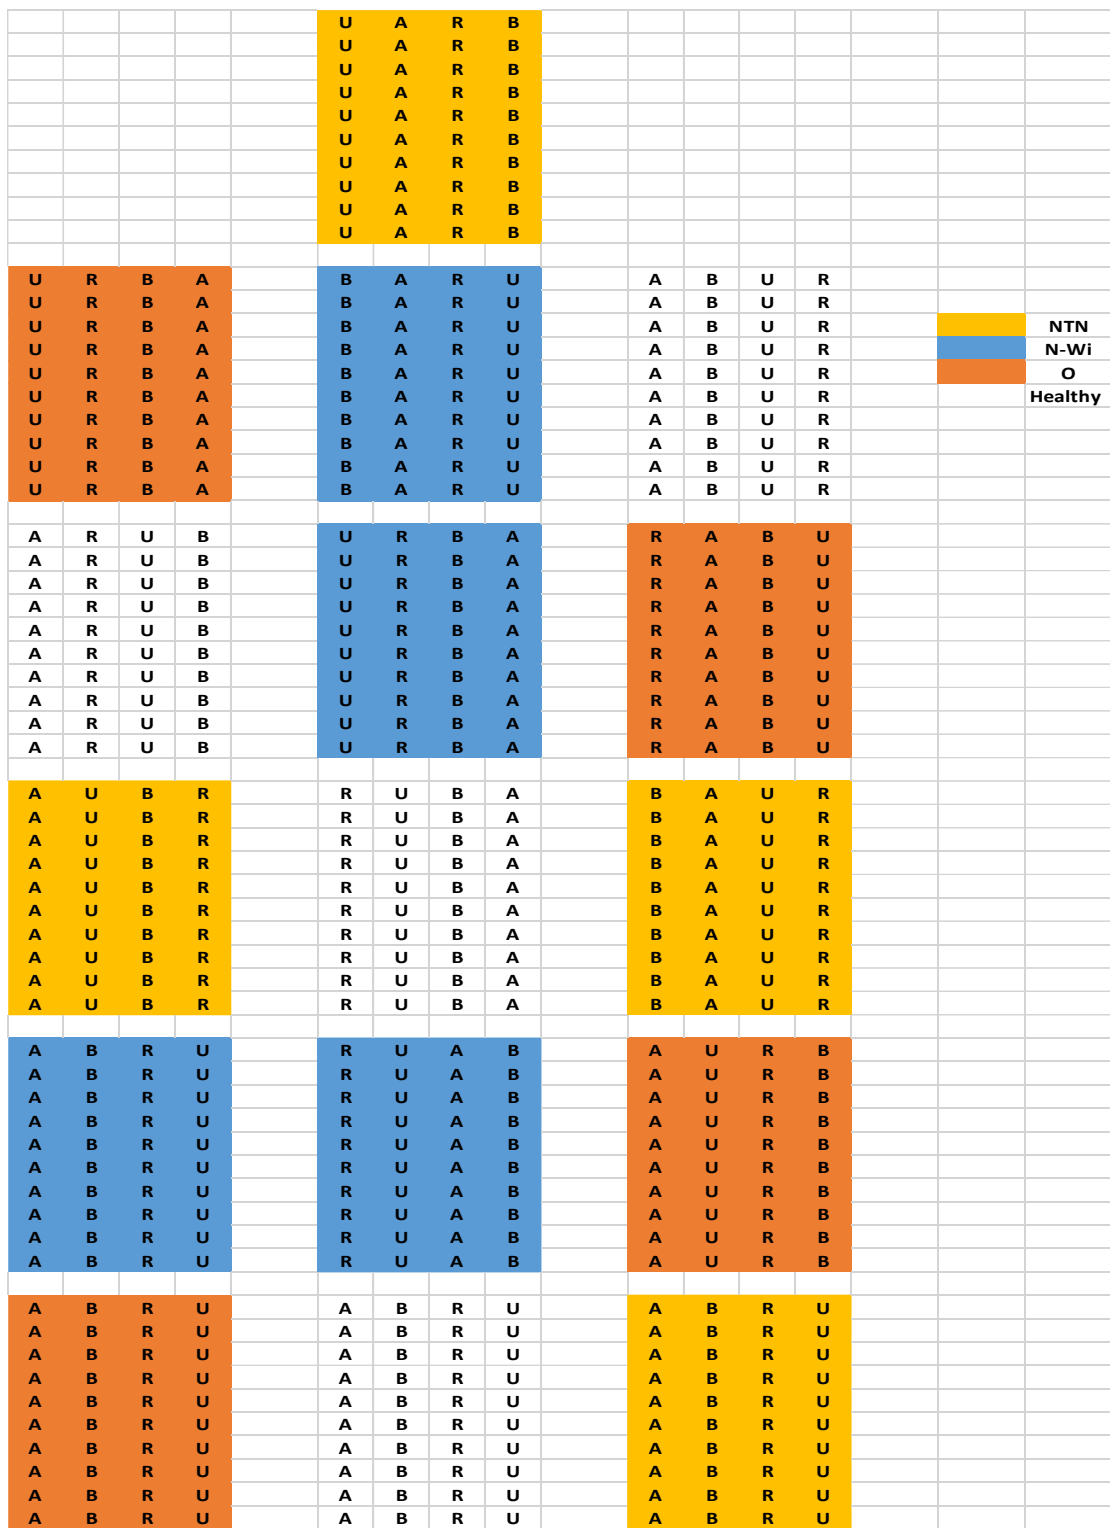 U A R B
U A R B
U A R B
U A R B
U A R B
U A R B
U A R B
U A R B
U A R B
U A R B
U R B A B A R U A B U R
U R B A B A R U A B U R
U R B A B A R U A B U R NTN
U R B A B A R U A B U R N-Wi
U R B A B A R U A B U R O
U R B A B A R U A B U R Healthy
U R B A B A R U A B U R
U R B A B A R U A B U R
U R B A B A R U A B U R
U R B A B A R U A B U R
A R U B U R B A R A B U
A R U B U R B A R A B U
A R U B U R B A R A B U
A R U B U R B A R A B U
A R U B U R B A R A B U
A R U B U R B A R A B U
A R U B U R B A R A B U
A R U B U R B A R A B U
A R U B U R B A R A B U
A R U B U R B A R A B U
A U B R R U B A B A U R
A U B R R U B A B A U R
A U B R R U B A B A U R
A U B R R U B A B A U R
A U B R R U B A B A U R
A U B R R U B A B A U R
A U B R R U B A B A U R
A U B R R U B A B A U R
A U B R R U B A B A U R
A U B R R U B A B A U R
A B R U R U A B A U R B
A B R U R U A B A U R B
A B R U R U A B A U R B
A B R U R U A B A U R B
A B R U R U A B A U R B
A B R U R U A B A U R B
A B R U R U A B A U R B
A B R U R U A B A U R B
A B R U R U A B A U R B
A B R U R U A B A U R B
A B R U A B R U A B R U
A B R U A B R U A B R U
A B R U A B R U A B R U
A B R U A B R U A B R U
A B R U A B R U A B R U
A B R U A B R U A B R U
A B R U A B R U A B R U
A B R U A B R U A B R U
A B R U A B R U A B R U
A B R U A B R U A B R U